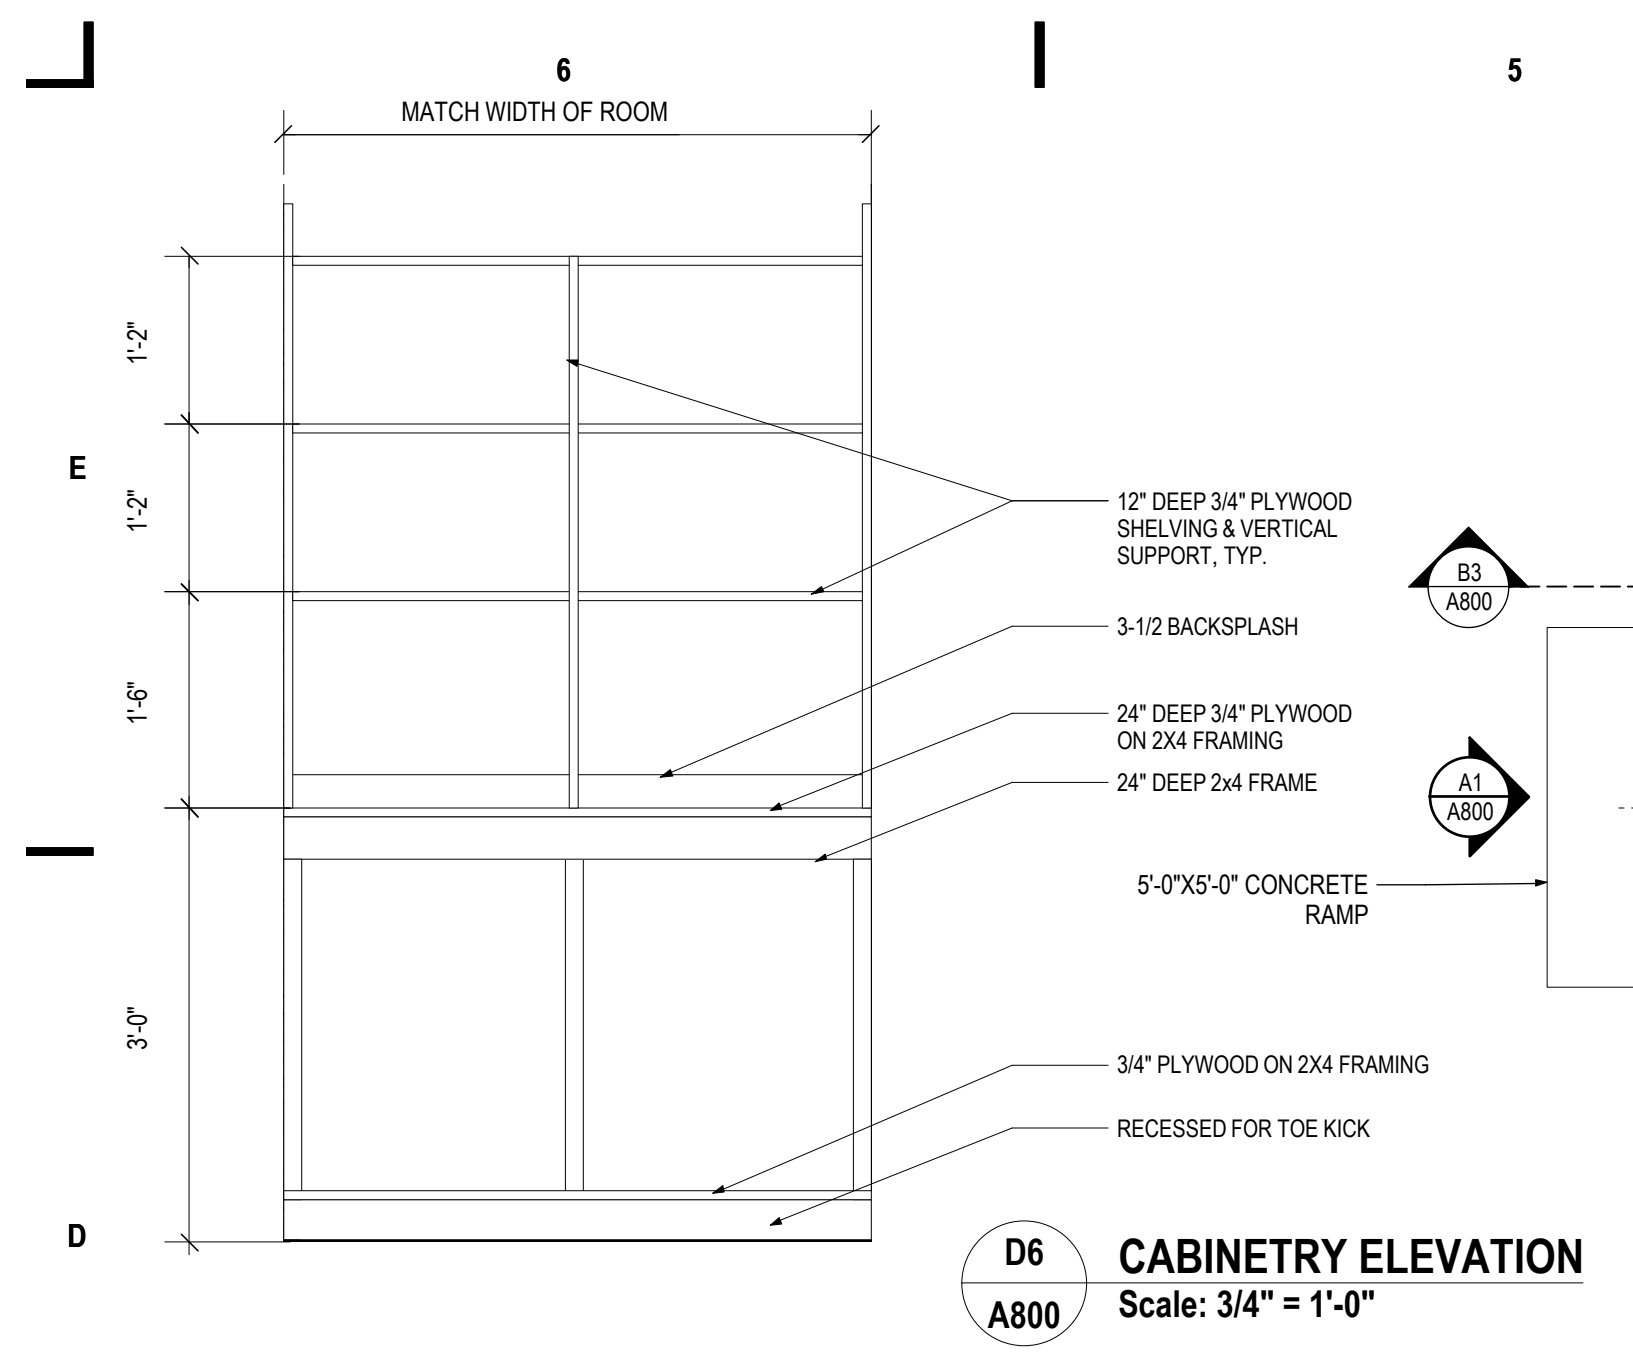 6
5
MATCH WIDTH OF ROOM
1'-2"
E
1'-2"
12" DEEP 3/4" PLYWOOD
SHELVING & VERTICAL
SUPPORT, TYP.
B3
A800
3-1/2 BACKSPLASH
1'-6"
24" DEEP 3/4" PLYWOOD
ON 2X4 FRAMING
24" DEEP 2x4 FRAME
A1
A800
5'-0"X5'-0" CONCRETE
RAMP
3'-0"
3/4" PLYWOOD ON 2X4 FRAMING
RECESSED FOR TOE KICK
D
D6
A800
CABINETRY ELEVATION
Scale: 3/4" = 1'-0"